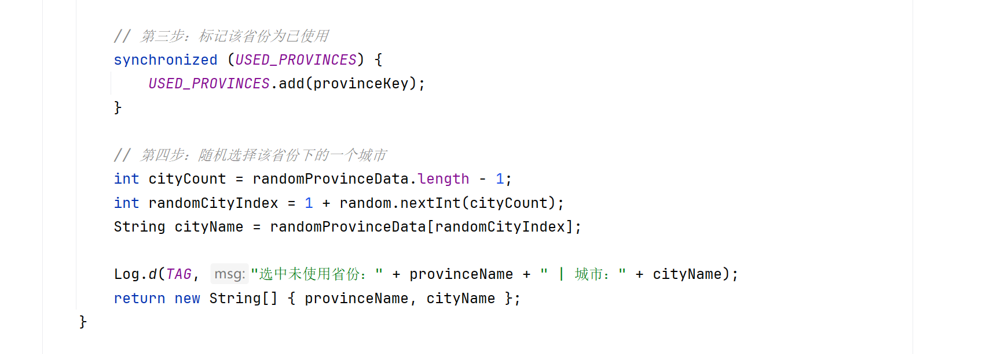 // 第三步：标记该省份为已使用
synchronized (USED_PROVINCES) {
USED_PROVINCES.add(provinceKey);
}
// 第四步：随机选择该省份下的一个城市
int cityCount = randomProvinceData.length - 1;
int randomCityIndex = 1 + random.nextInt(cityCount);
String cityName = randomProvinceData[randomCityIndex];
Log.d(TAG, msg: "选中未使用省份：" + provinceName + " | 城市：" + cityName);
return new String[] { provinceName, cityName };
}